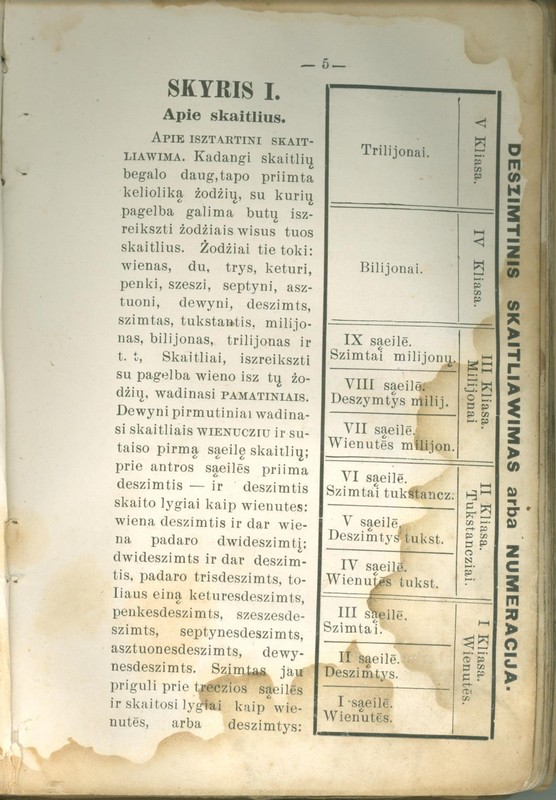 — 5 —
SKYRIS I.
Apie skaitlius.
APIE ISZTARTINI SKAIT-
LIAWIMA. Kadangi skaitlių
begalo daug, tapo priimta
kelioliką żodżių, su kurių
pagelba galima butų isz-
reikszti żodżiais wisus tuos
skaitlius. Żodżiai tie toki:
wienas, du, trys, keturi,
penki, szeszi, septyni, asz-
tuoni, dewyni, deszimts,
szimtas, tukstantis, milijo-
nas, bilijonas, trilijonas ir
t. t, Skaitliai, iszreikszti
su pagelba wieno isz tų żo-
dżių, wadinasi PAMATINIAIS.
Dewyni pirmutiniai wadina-
si skaitliais WIENUCZIU ir su-
taiso pirmą sąeilę skaitlių;
prie antros sąeilės priima
deszimtis — ir deszimtis
skaito lygiai kaip wienutes:
wiena deszimtis ir dar wie-
na padaro dwideszimtį;
dwideszimts ir dar deszim-
tis, padaro trisdeszimts, to-
liaus eina keturesdeszimts,
penkesdeszimts, szeszesde-
szimts, septynesdeszimts,
asztuonesdeszimts, dewy-
nesdeszimts. Szimtas jau
priguli prie treczios sąeilės
ir skaitosi lygiai kaip wie-
nutės, arba deszimtys:
DESZIMTINIS SKAITLIAWIMAS arba NUMERACIJA.
Trilijonai.
V Kliasa.
Bilijonai.
IV Kliasa.
IX sąeilė.
Szimtai milijonų.
VIII sąeilė.
Deszymtys milij.
VII sąeilė.
Wienutės milijon.
III Kliasa.
Milijonai
VI sąeilė.
Szimtai tukstancz.
V sąeilė.
Deszimtys tukst.
IV sąeilė.
Wienutės tukst.
II Kliasa.
Tukstancziai.
III sąeilė.
Szimtai.
II sąeilė.
Deszimtys.
I sąeilė.
Wienutės.
I Kliasa.
Wienutės.